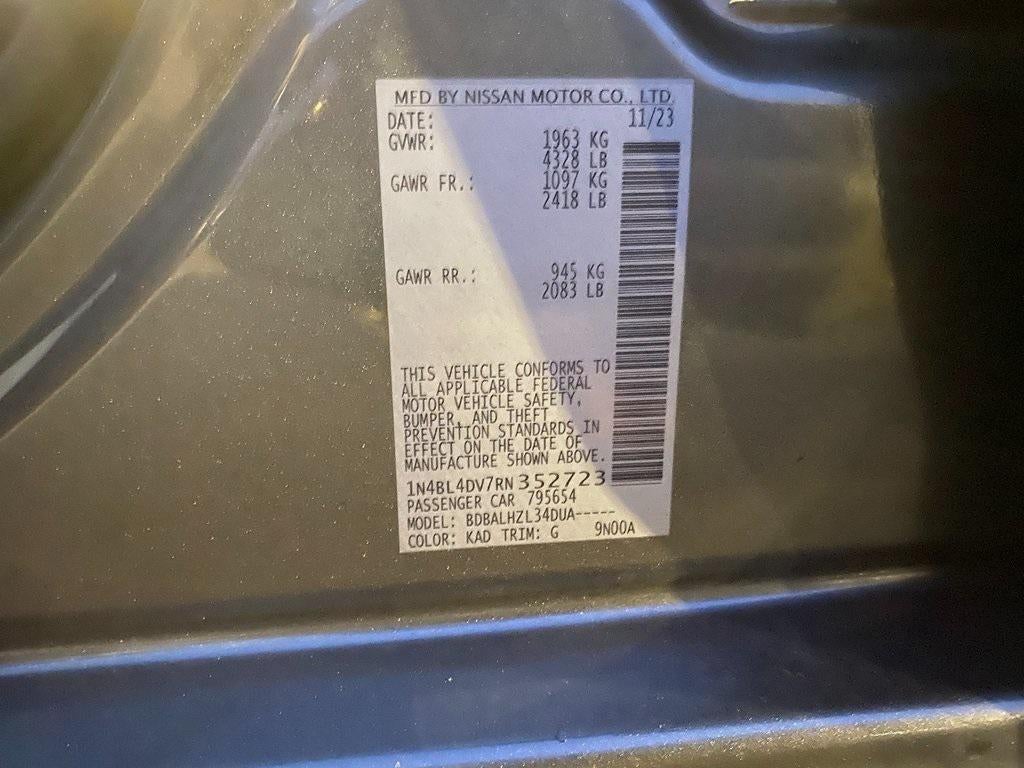 MFD BY NISSAN MOTOR CO., LTD.
DATE: 11/23
GVWR: 1963 KG
4328 LB
GAWR FR.: 1097 KG
2418 LB
GAWR RR.: 945 KG
2083 LB
THIS VEHICLE CONFORMS TO
ALL APPLICABLE FEDERAL
MOTOR VEHICLE SAFETY,
BUMPER, AND THEFT
PREVENTION STANDARDS IN
EFFECT ON THE DATE OF
MANUFACTURE SHOWN ABOVE.
1N4BL4DV7RN352723
PASSENGER CAR 795654
MODEL: BDBALHZL34DUA-----
COLOR: KAD TRIM: G 9N00A